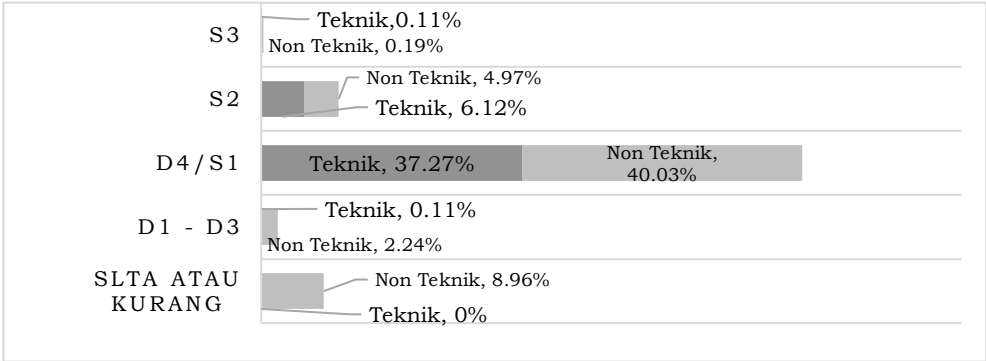 S3
Teknik,0.11%
Non Teknik, 0.19%
S2
Non Teknik, 4.97%
Teknik, 6.12%
D4/S1
Teknik, 37.27%
Non Teknik,
40.03%
D1 - D3
Teknik, 0.11%
Non Teknik, 2.24%
SLTA ATAU
KURANG
Non Teknik, 8.96%
Teknik, 0%